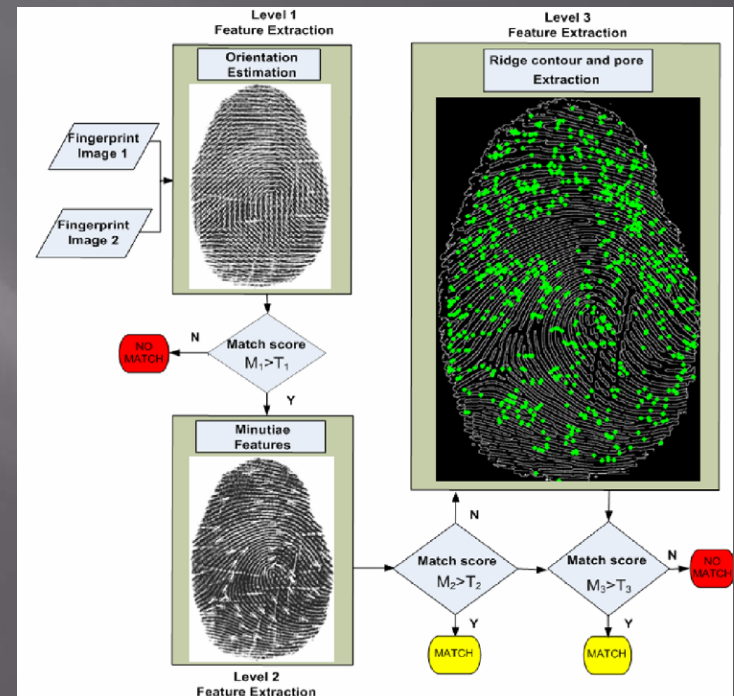 Level 1
Feature Extraction
Orientation
Estimation
Fingerprint
Image 1
Fingerprint
Image 2
Match score
M₁>T₁
N
NO
MATCH
Y
Minutiae
Features
Level 2
Feature Extraction
Level 3
Feature Extraction
Ridge contour and pore
Extraction
N
Match score
M₂>T₂
Y
MATCH
Match score
M₃>T₃
N
NO
MATCH
Y
MATCH